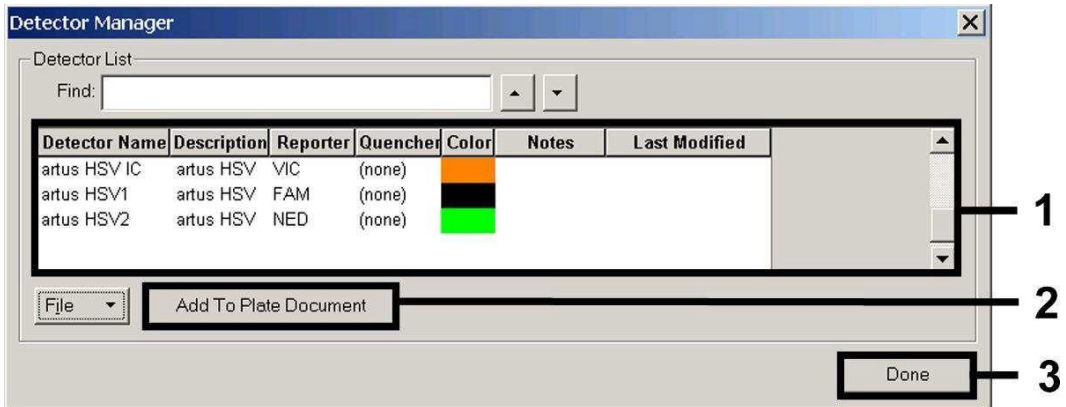 Detector Manager
Detector List
Find:
Detector Name Description Reporter Quencher Color Notes Last Modified
artus HSV IC artus HSV VIC (none)
artus HSV1 artus HSV FAM (none)
artus HSV2 artus HSV NED (none)
1
File Add To Plate Document 2
Done 3